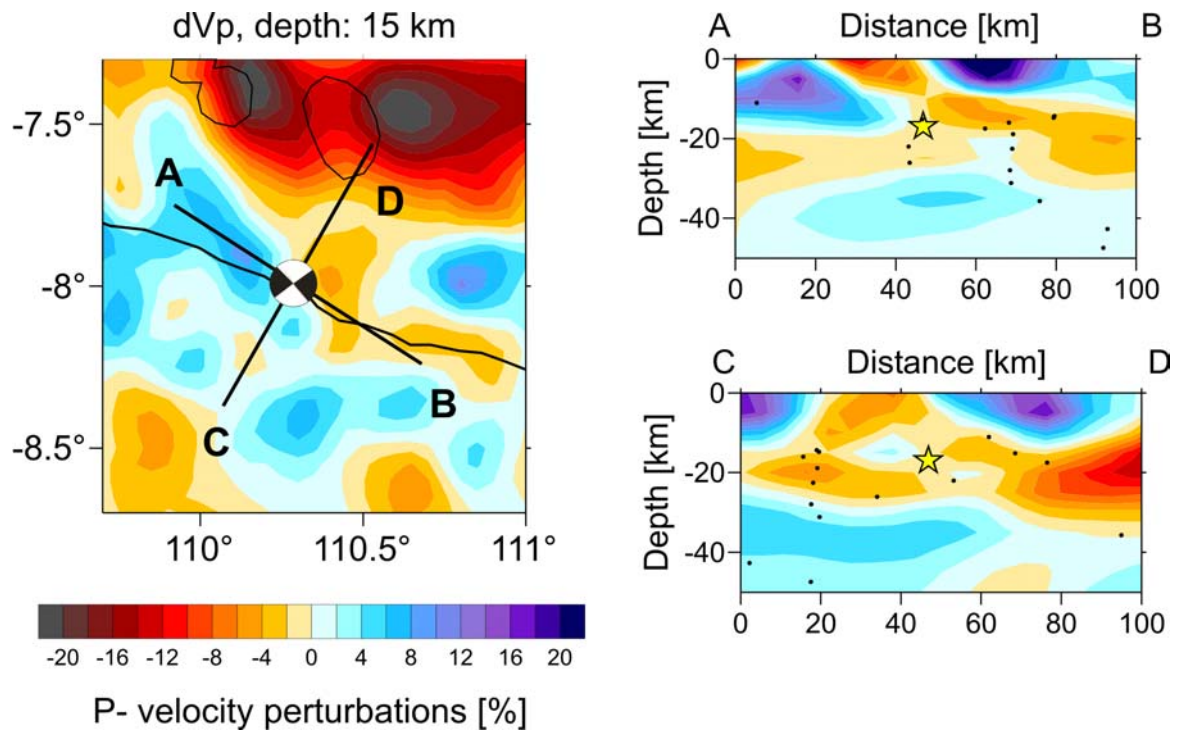 dVp, depth: 15 km
-7.5°
-8°
-8.5°
A
D
B
C
110°
110.5°
111°
-20 -16 -12 -8 -4 0 4 8 12 16 20
P- velocity perturbations [%]
A Distance [km] B
Depth [km]
0
-20
-40
0 20 40 60 80 100
C Distance [km] D
Depth [km]
0
-20
-40
0 20 40 60 80 100